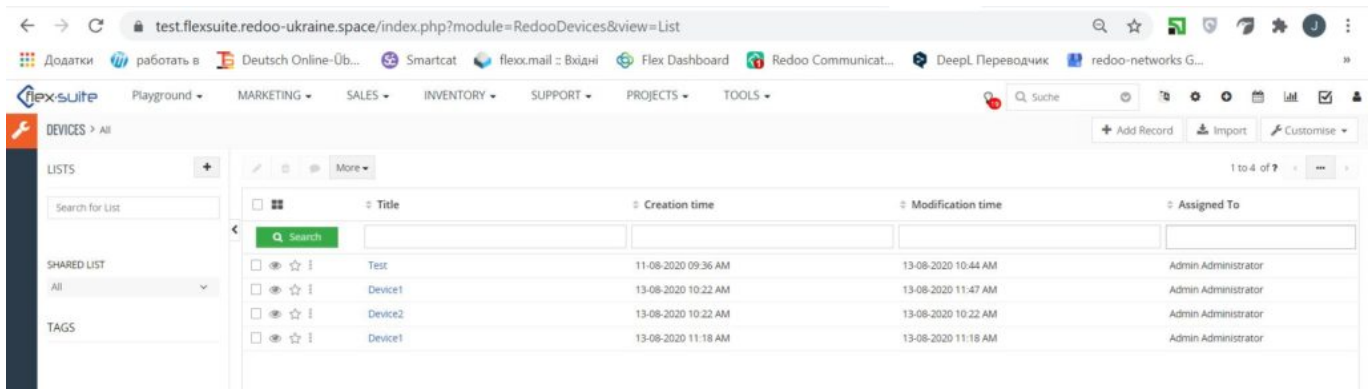 test.flexsuite.redoo-ukraine.space/index.php?module=RedooDevices&view=List
Додатки работать в Deutsch Online-Üb... Smartcat flexx.mail :: Вхідні Flex Dashboard Redoo Communicat... DeepL Переводчик redoo-networks G... »
flex-suite Playground MARKETING SALES INVENTORY SUPPORT PROJECTS TOOLS Suche
DEVICES > All + Add Record Import Customise
LISTS + More 1 to 4 of ?
Search for List Title Creation time Modification time Assigned To
Search
SHARED LIST Test 11-08-2020 09:36 AM 13-08-2020 10:44 AM Admin Administrator
All Device1 13-08-2020 10:22 AM 13-08-2020 11:47 AM Admin Administrator
Device2 13-08-2020 10:22 AM 13-08-2020 10:22 AM Admin Administrator
TAGS Device1 13-08-2020 11:18 AM 13-08-2020 11:18 AM Admin Administrator